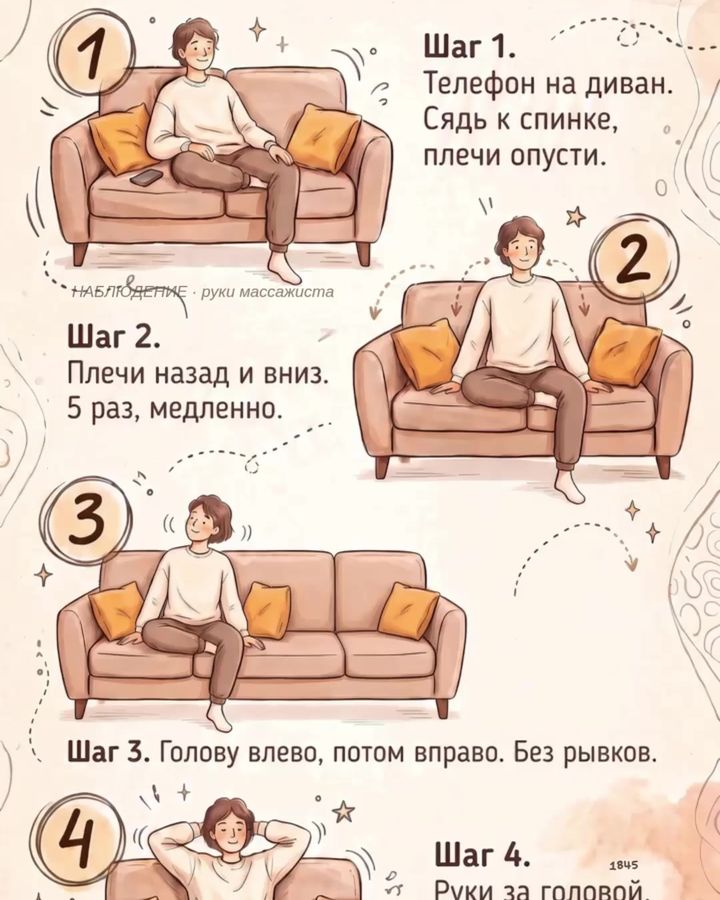 1
Шаг 1.
Телефон на диван.
Сядь к спинке,
плечи опусти.
2
НАБЛЮДЕНИЕ · руки массажиста
Шаг 2.
Плечи назад и вниз.
5 раз, медленно.
3
Шаг 3. Голову влево, потом вправо. Без рывков.
4
Шаг 4.
1845
Руки за головой.